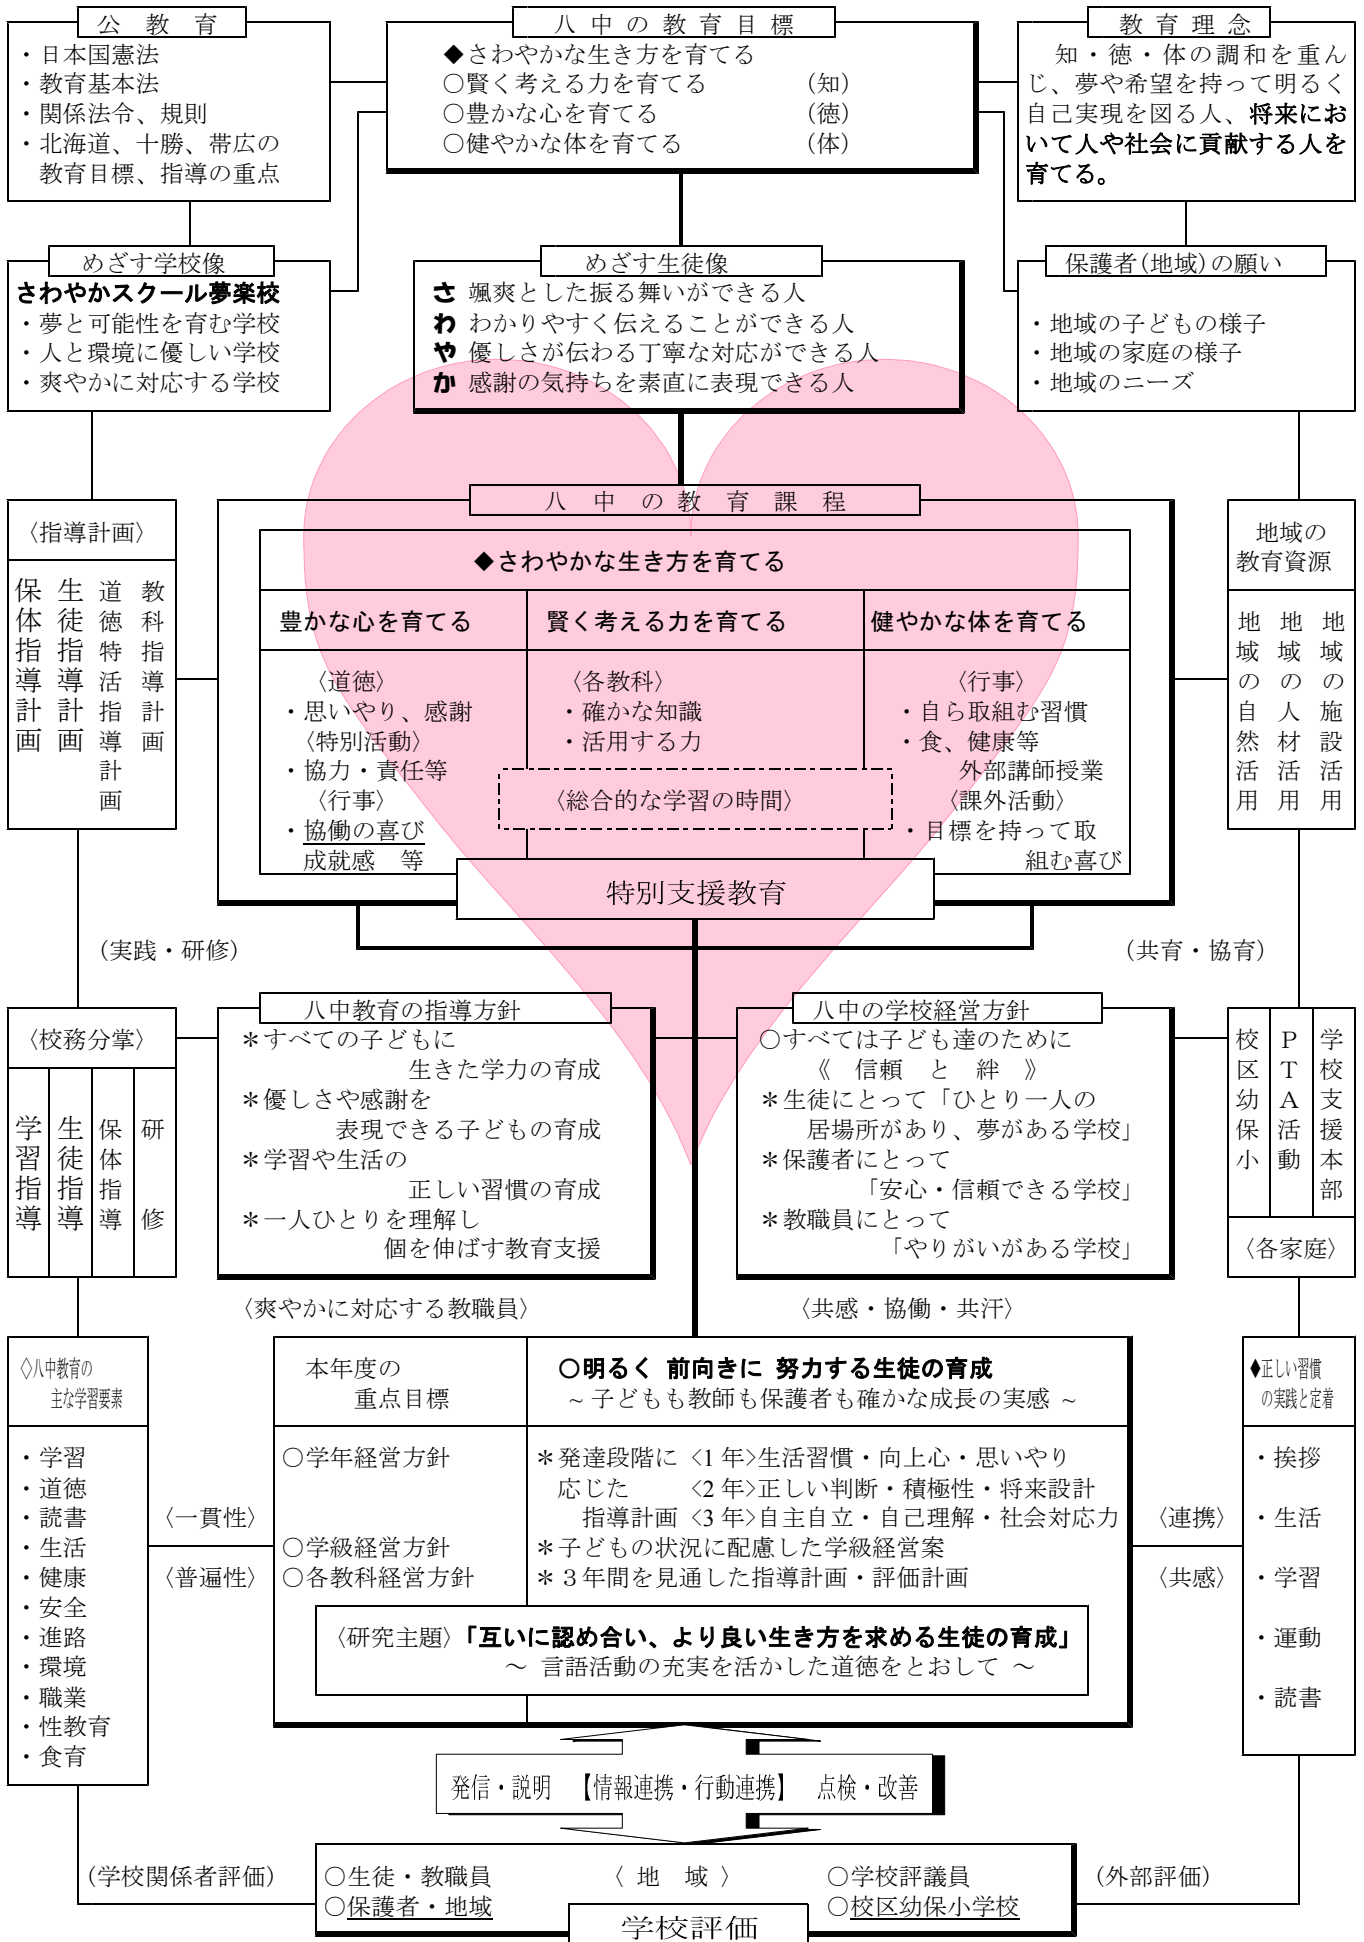 公　教　育
・日本国憲法
・教育基本法
・関係法令、規則
・北海道、十勝、帯広の
教育目標、指導の重点
八中の教育目標
◆さわやかな生き方を育てる
○賢く考える力を育てる　（知）
○豊かな心を育てる　（徳）
○健やかな体を育てる　（体）
教育理念
知・徳・体の調和を重ん
じ、夢や希望を持って明るく
自己実現を図る人、将来にお
いて人や社会に貢献する人を
育てる。
めざす学校像
さわやかスクール夢楽校
・夢と可能性を育む学校
・人と環境に優しい学校
・爽やかに対応する学校
めざす生徒像
さ 颯爽とした振る舞いができる人
わ わかりやすく伝えることができる人
や 優しさが伝わる丁寧な対応ができる人
か 感謝の気持ちを素直に表現できる人
保護者(地域)の願い
・地域の子どもの様子
・地域の家庭の様子
・地域のニーズ
〈指導計画〉
教科指導計画
道徳特活指導計画
生徒指導計画
保体指導計画
八中の教育課程
◆さわやかな生き方を育てる
豊かな心を育てる
〈道徳〉
・思いやり、感謝
〈特別活動〉
・協力・責任等
〈行事〉
・協働の喜び
成就感　等
賢く考える力を育てる
〈各教科〉
・確かな知識
・活用する力
〈総合的な学習の時間〉
健やかな体を育てる
〈行事〉
・自ら取組む習慣
・食、健康等
外部講師授業
〈課外活動〉
・目標を持って取
組む喜び
特別支援教育
地域の
教育資源
地域の施設活用
地域の人材活用
地域の自然活用
(実践・研修)
(共育・協育)
〈校務分掌〉
研　修
保体指導
生徒指導
学習指導
八中教育の指導方針
＊すべての子どもに
生きた学力の育成
＊優しさや感謝を
表現できる子どもの育成
＊学習や生活の
正しい習慣の育成
＊一人ひとりを理解し
個を伸ばす教育支援
八中の学校経営方針
○すべては子ども達のために
《　信頼　と　絆　》
＊生徒にとって「ひとり一人の
居場所があり、夢がある学校」
＊保護者にとって
「安心・信頼できる学校」
＊教職員にとって
「やりがいがある学校」
学校支援本部
ＰＴＡ活動
校区幼保小
〈各家庭〉
〈爽やかに対応する教職員〉
〈共感・協働・共汗〉
◇八中教育の
主な学習要素
・学習
・道徳
・読書
・生活
・健康
・安全
・進路
・環境
・職業
・性教育
・食育
〈一貫性〉
〈普遍性〉
本年度の
重点目標
○明るく 前向きに 努力する生徒の育成
~ 子どもも教師も保護者も確かな成長の実感 ~
○学年経営方針
＊発達段階に <1年>生活習慣・向上心・思いやり
応じた <2年>正しい判断・積極性・将来設計
指導計画 <3年>自主自立・自己理解・社会対応力
○学級経営方針　＊子どもの状況に配慮した学級経営案
○各教科経営方針　＊３年間を見通した指導計画・評価計画
〈研究主題〉「互いに認め合い、より良い生き方を求める生徒の育成」
～ 言語活動の充実を活かした道徳をとおして ～
〈連携〉
〈共感〉
◆正しい習慣
の実践と定着
・挨拶
・生活
・学習
・運動
・読書
発信・説明　【情報連携・行動連携】　点検・改善
(学校関係者評価)
○生徒・教職員　〈 地　域 〉　○学校評議員
○保護者・地域　○校区幼保小学校
(外部評価)
学校評価